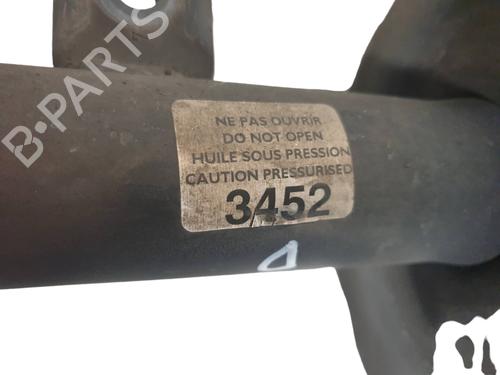 NE PAS OUVRIR
DO NOT OPEN
HUILE SOUS PRESSION
CAUTION PRESSURISED
3452
D
B-PARTS